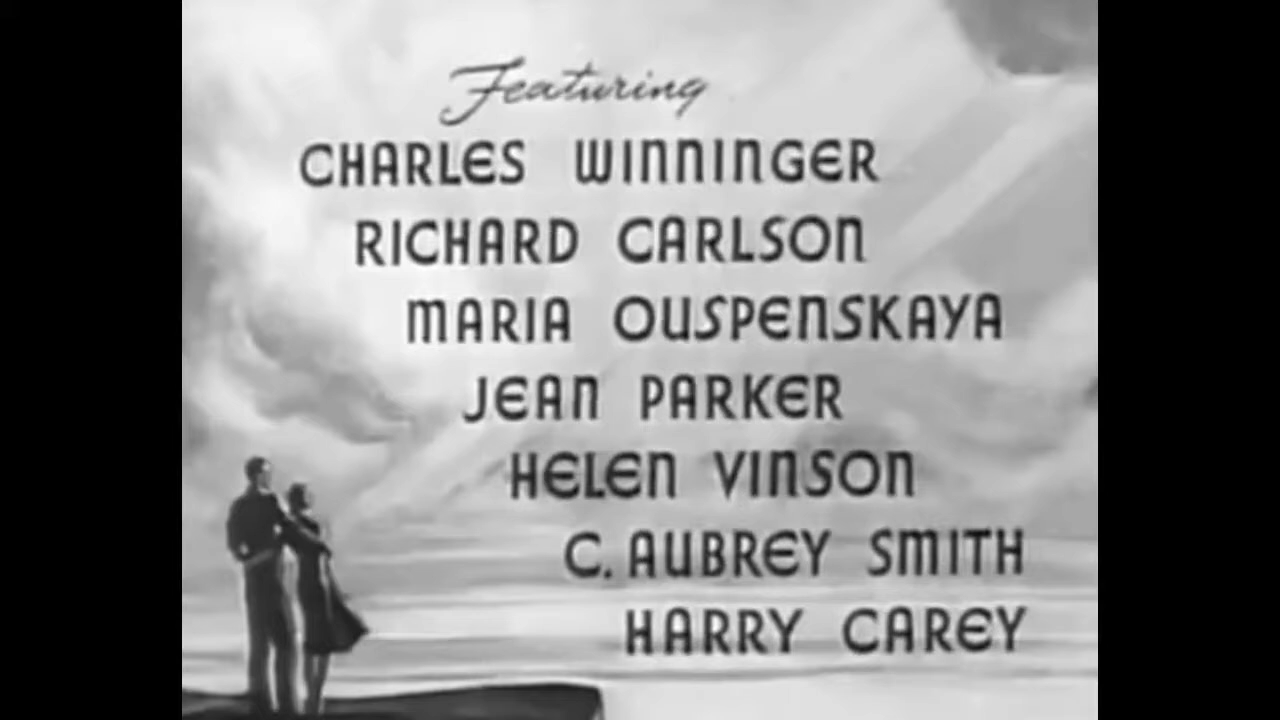 Featuring
CHARLES WINNINGER
RICHARD CARLSON
MARIA OUSPENSKAYA
JEAN PARKER
HELEN VINSON
C. AUBREY SMITH
HARRY CAREY